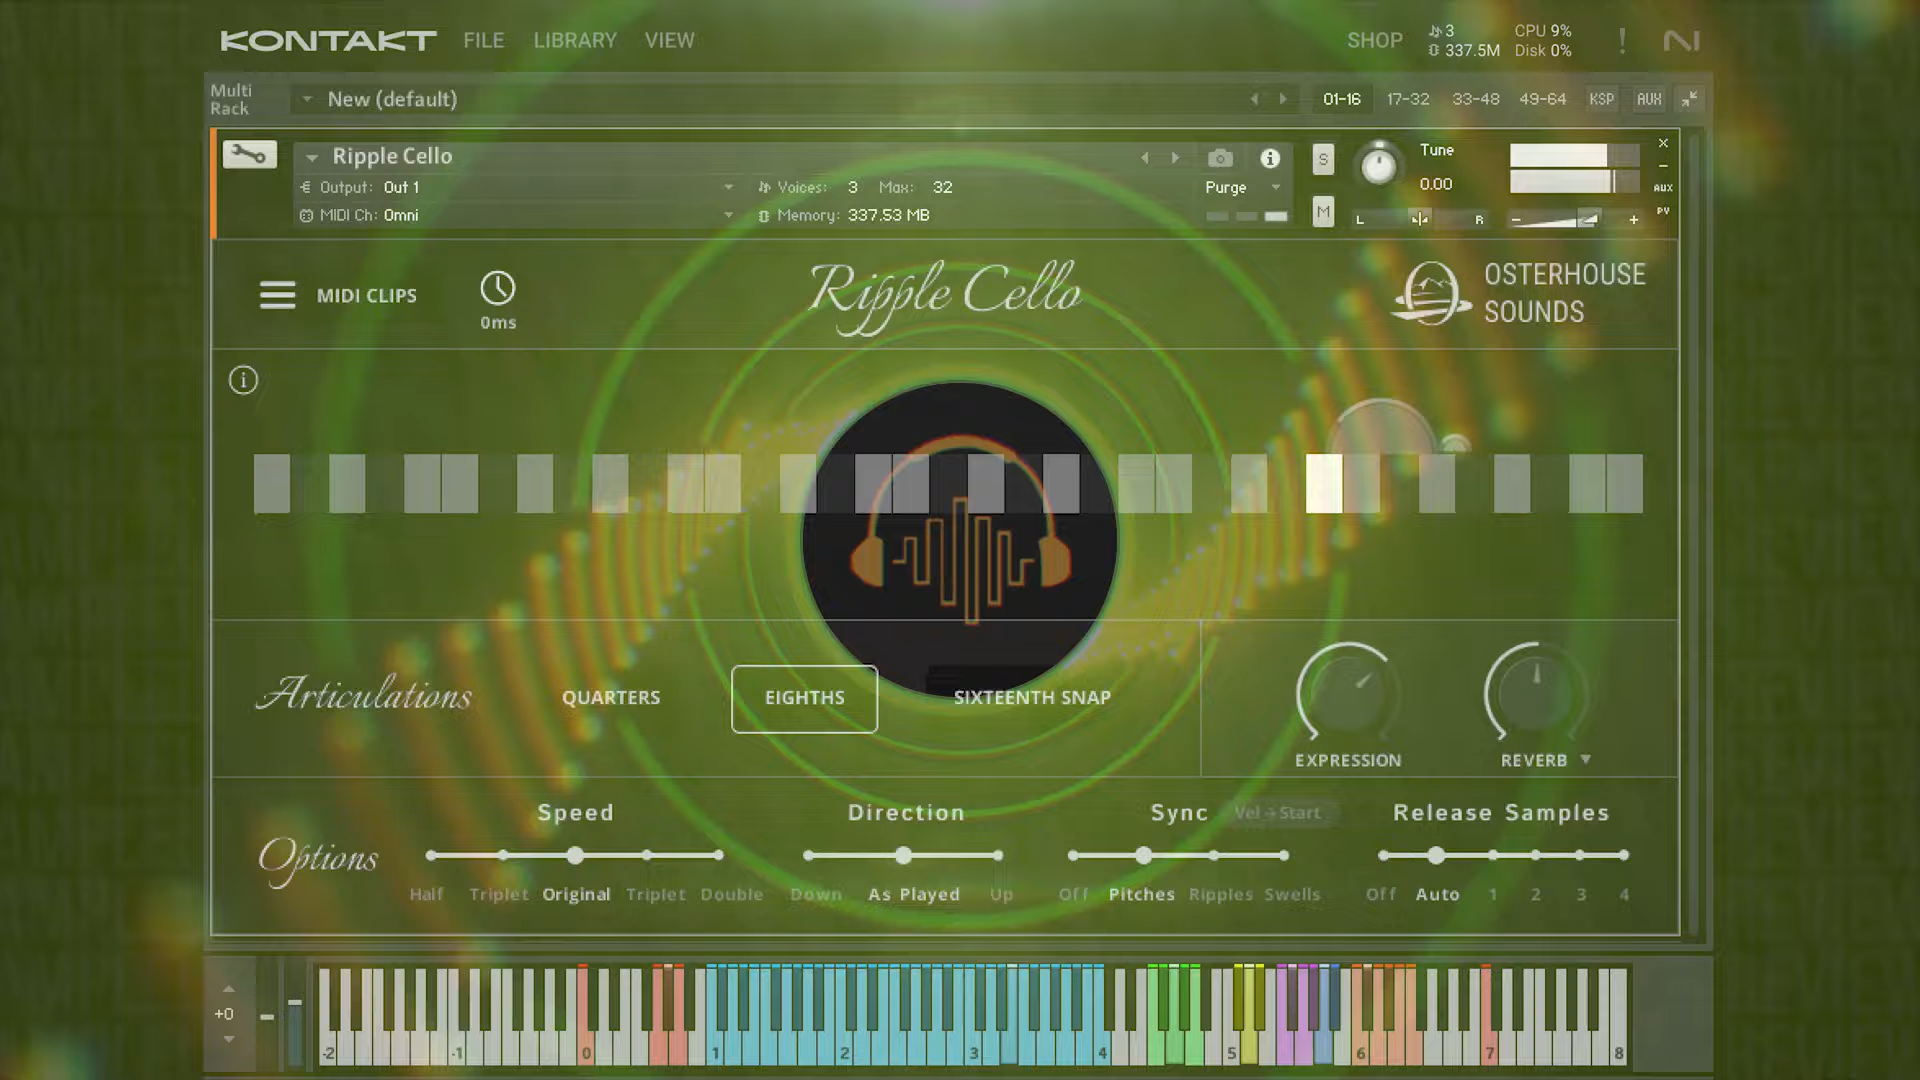 KONTAKT FILE LIBRARY VIEW SHOP 3 CPU 9%
337.5M Disk 0%
Multi Rack New (default) 01-16 17-32 33-48 49-64 KSP AUX
Ripple Cello S Tune X
Output: Out 1 Voices: 3 Max: 32 Purge 0.00 AUX
MIDI Ch: Omni Memory: 337.53 MB M L R - + PV
MIDI CLIPS 0ms Ripple Cello OSTERHOUSE SOUNDS
i
Articulations QUARTERS EIGHTHS SIXTEENTH SNAP
EXPRESSION REVERB
Speed Direction Sync Vel→Start Release Samples
Options
Half Triplet Original Triplet Double Down As Played Up Off Pitches Ripples Swells Off Auto 1 2 3 4
+0
-2 -1 0 1 2 3 4 5 6 7 8